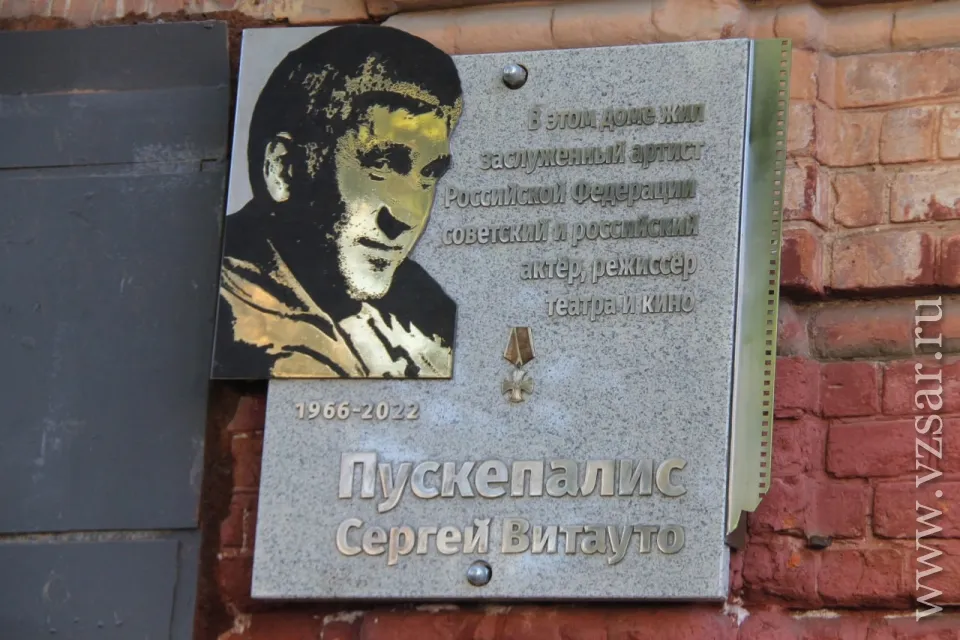 В этом доме жил
заслуженный артист
Российской Федерации
советский и российский
актёр, режиссёр
театра и кино
1966-2022
Пускепалис
Сергей Витауто
www.vzsar.ru